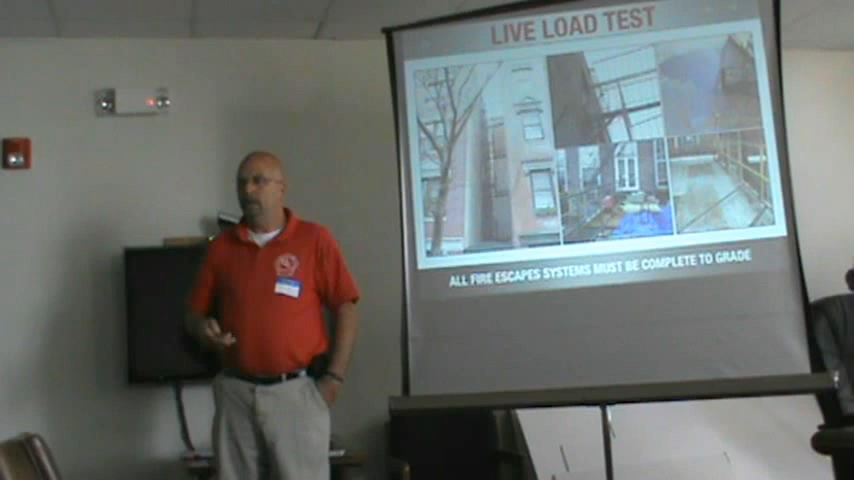 LIVE LOAD TEST
ALL FIRE ESCAPES SYSTEMS MUST BE COMPLETE TO GRADE